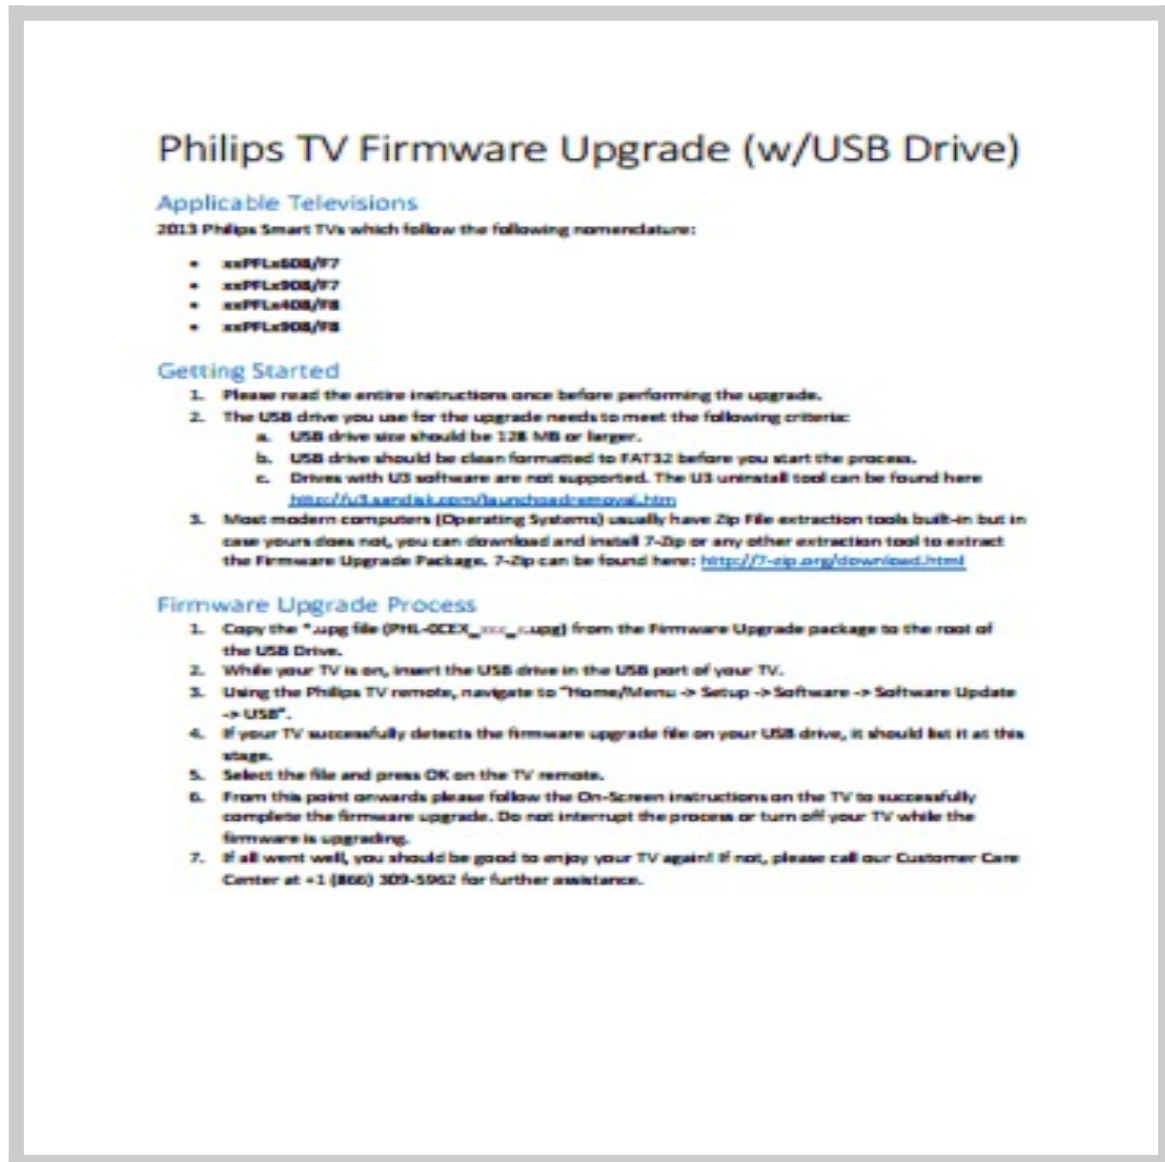 Philips TV Firmware Upgrade (w/USB Drive)
Applicable Televisions
2013 Philips Smart TVs which follow the following nomenclature:
• xxPFLx608/F7
• xxPFLx908/F7
• xxPFLx408/F8
• xxPFLx908/F8
Getting Started
1. Please read the entire instructions once before performing the upgrade.
2. The USB drive you use for the upgrade needs to meet the following criteria:
a. USB drive size should be 128 MB or larger.
b. USB drive should be clean formatted to FAT32 before you start the process.
c. Drives with U3 software are not supported. The U3 uninstall tool can be found here
http://u3.sandisk.com/launchpadremoval.htm
3. Most modern computers (Operating Systems) usually have Zip File extraction tools built-in but in
case yours does not, you can download and install 7-Zip or any other extraction tool to extract
the Firmware Upgrade Package. 7-Zip can be found here: http://7-zip.org/download.html
Firmware Upgrade Process
1. Copy the *.upg file (PHL-0CEX_xxx_x.upg) from the Firmware Upgrade package to the root of
the USB Drive.
2. While your TV is on, insert the USB drive in the USB port of your TV.
3. Using the Philips TV remote, navigate to "Home/Menu -> Setup -> Software -> Software Update
-> USB".
4. If your TV successfully detects the firmware upgrade file on your USB drive, it should list it at this
stage.
5. Select the file and press OK on the TV remote.
6. From this point onwards please follow the On-Screen instructions on the TV to successfully
complete the firmware upgrade. Do not interrupt the process or turn off your TV while the
firmware is upgrading.
7. If all went well, you should be good to enjoy your TV again! If not, please call our Customer Care
Center at +1 (866) 309-5962 for further assistance.